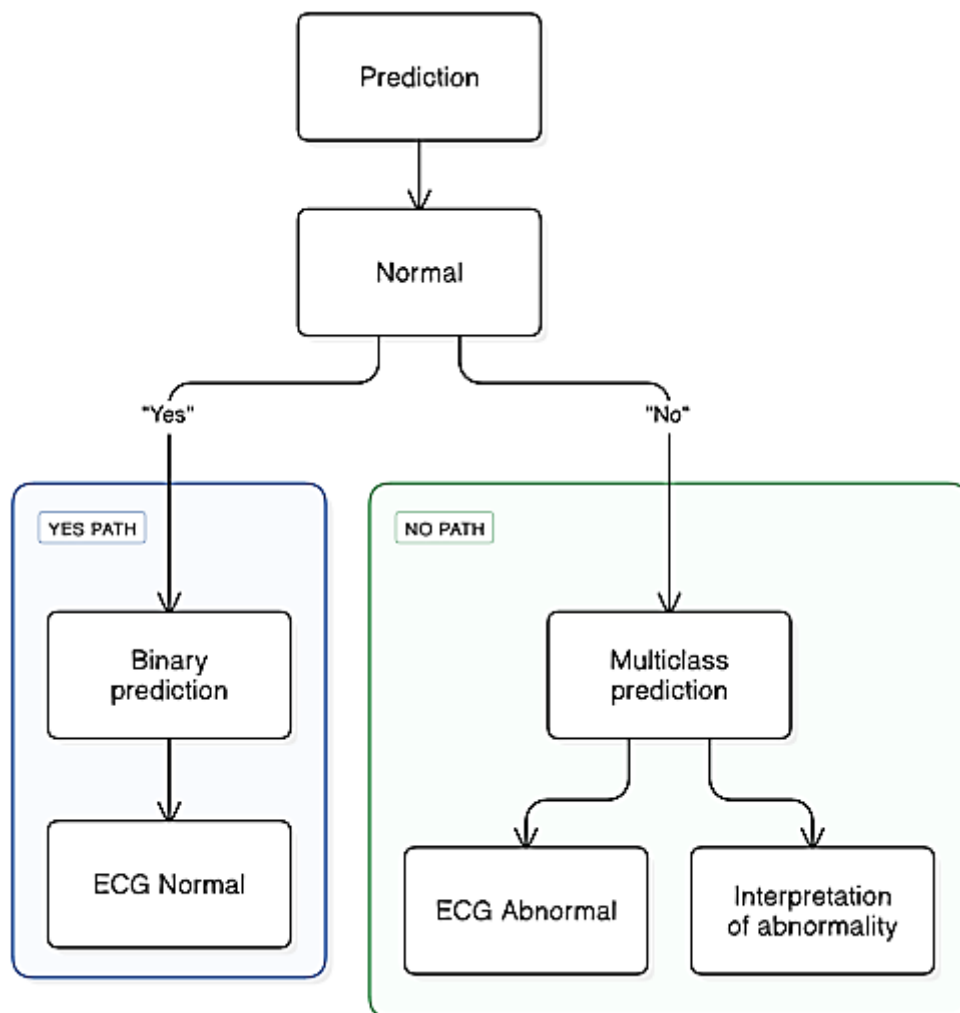 Prediction
Normal
"Yes"
"No"
YES PATH
NO PATH
Binary
prediction
Multiclass
prediction
ECG Normal
ECG Abnormal
Interpretation
of abnormality